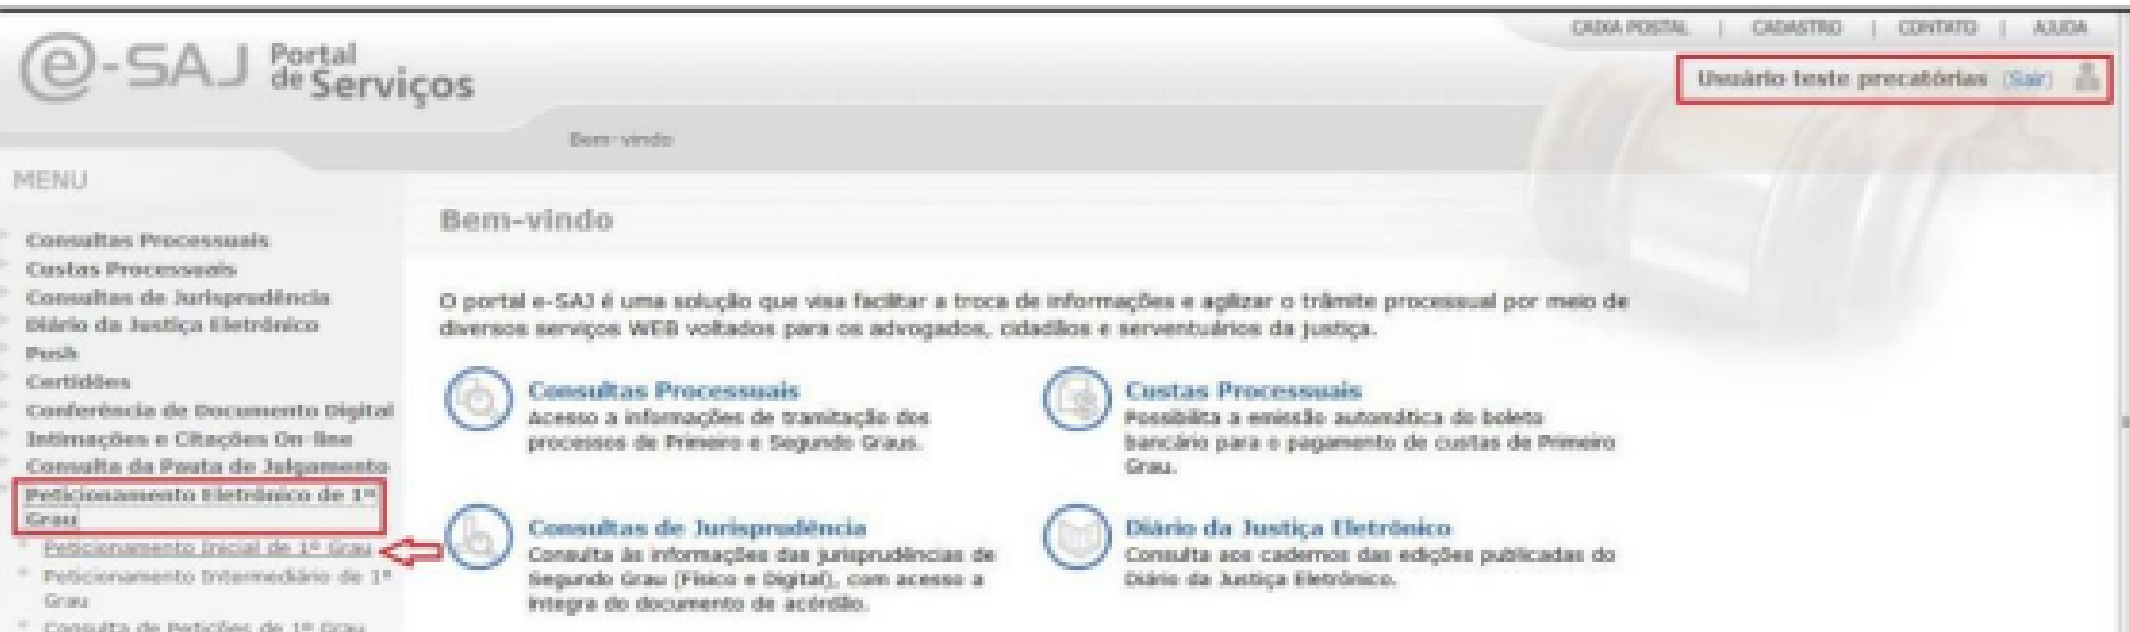 CAIXA POSTAL | CADASTRO | CONTATO | AJUDA
e-SAJ Portal de Serviços
Usuário teste precatórias (Sair)
Bem-vindo
MENU
Consultas Processuais
Custas Processuais
Consultas de Jurisprudência
Diário da Justiça Eletrônico
Push
Certidões
Conferência de Documento Digital
Intimações e Citações On-line
Consulta da Pauta de Julgamento
Peticionamento Eletrônico de 1º
Grau
Peticionamento Inicial de 1º Grau
Peticionamento Intermediário de 1º
Grau
Consulta de Petições de 1º Grau
Bem-vindo
O portal e-SAJ é uma solução que visa facilitar a troca de informações e agilizar o trâmite processual por meio de
diversos serviços WEB voltados para os advogados, cidadãos e serventuários da justiça.
Consultas Processuais
Acesso a informações de tramitação dos
processos de Primeiro e Segundo Graus.
Custas Processuais
Possibilita a emissão automática do boleto
bancário para o pagamento de custas de Primeiro
Grau.
Consultas de Jurisprudência
Consulta às informações das jurisprudências de
Segundo Grau (Físico e Digital), com acesso a
íntegra do documento de acórdão.
Diário da Justiça Eletrônico
Consulta aos cadernos das edições publicadas do
Diário da Justiça Eletrônico.